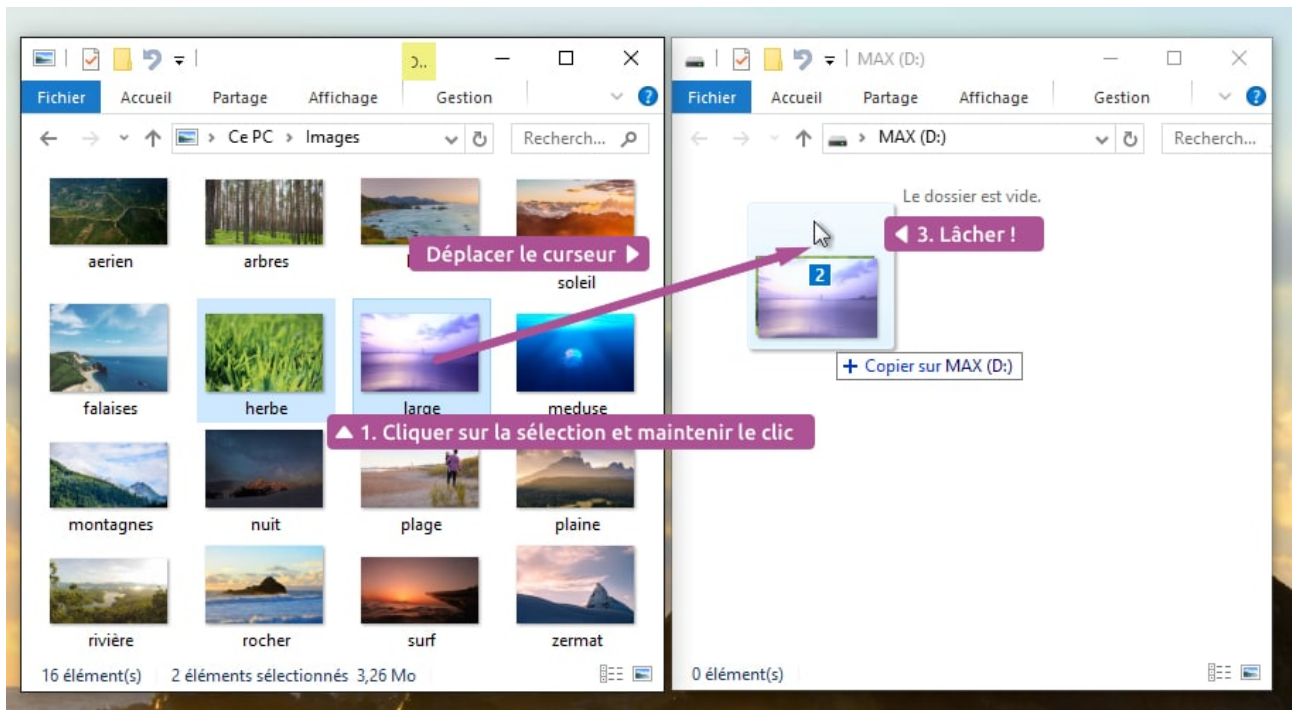 Fichier Accueil Partage Affichage Gestion
Ce PC Images
Recherch...
aerien
arbres
soleil
falaises
herbe
large
meduse
montagnes
nuit
plage
plaine
rivière
rocher
surf
zermat
16 élément(s) 2 éléments sélectionnés 3,26 Mo
Déplacer le curseur
1. Cliquer sur la sélection et maintenir le clic
MAX (D:)
Fichier Accueil Partage Affichage Gestion
MAX (D:)
Recherch...
Le dossier est vide.
3. Lâcher !
2
Copier sur MAX (D:)
0 élément(s)